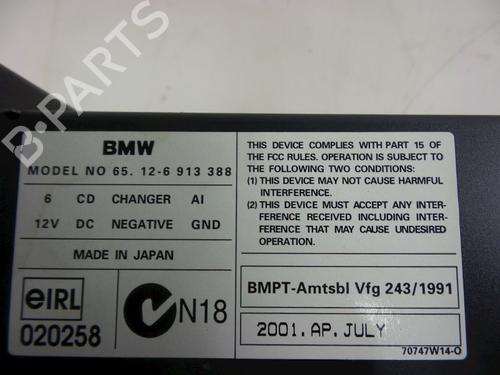 BMW
MODEL NO 65. 12-6 913 388
6 CD CHANGER AI
12V DC NEGATIVE GND
MADE IN JAPAN
eIRL
020258
N18
THIS DEVICE COMPLIES WITH PART 15 OF
THE FCC RULES. OPERATION IS SUBJECT TO
THE FOLLOWING TWO CONDITIONS:
(1) THIS DEVICE MAY NOT CAUSE HARMFUL
INTERFERENCE.
(2) THIS DEVICE MUST ACCEPT ANY INTER-
FERENCE RECEIVED INCLUDING INTER-
FERENCE THAT MAY CAUSE UNDESIRED
OPERATION.
BMPT-Amtsbl Vfg 243/1991
2001. AP. JULY
70747W14-O
B-PARTS